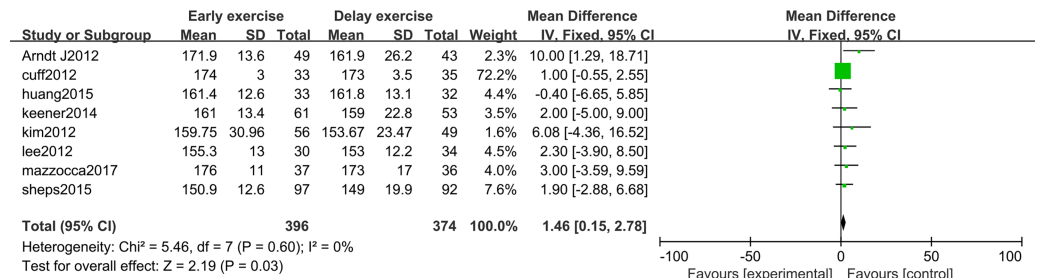 Early exercise Delay exercise Mean Difference Mean Difference
Study or Subgroup Mean SD Total Mean SD Total Weight IV. Fixed. 95% CI IV. Fixed. 95% CI
Arndt J2012 171.9 13.6 49 161.9 26.2 43 2.3% 10.00 [1.29, 18.71]
cuff2012 174 3 33 173 3.5 35 72.2% 1.00 [-0.55, 2.55]
huang2015 161.4 12.6 33 161.8 13.1 32 4.4% -0.40 [-6.65, 5.85]
keener2014 161 13.4 61 159 22.8 53 3.5% 2.00 [-5.00, 9.00]
kim2012 159.75 30.96 56 153.67 23.47 49 1.6% 6.08 [-4.36, 16.52]
lee2012 155.3 13 30 153 12.2 34 4.5% 2.30 [-3.90, 8.50]
mazzocca2017 176 11 37 173 17 36 4.0% 3.00 [-3.59, 9.59]
sheps2015 150.9 12.6 97 149 19.9 92 7.6% 1.90 [-2.88, 6.68]
Total (95% CI) 396 374 100.0% 1.46 [0.15, 2.78]
Heterogeneity: Chi² = 5.46, df = 7 (P = 0.60); I² = 0%
Test for overall effect: Z = 2.19 (P = 0.03)
-100 -50 0 50 100
Favours [experimental] Favours [control]